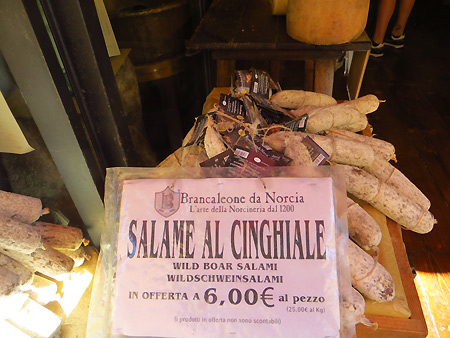 Brancaleone da Norcia
L'arte della Norcineria dal 1200
SALAME AL CINGHIALE
WILD BOAR SALAMI
WILDSCHWEINSALAMI
IN OFFERTA A 6,00€ al pezzo
(25,00€ al Kg)
(I prodotti in offerta non sono scontabili)